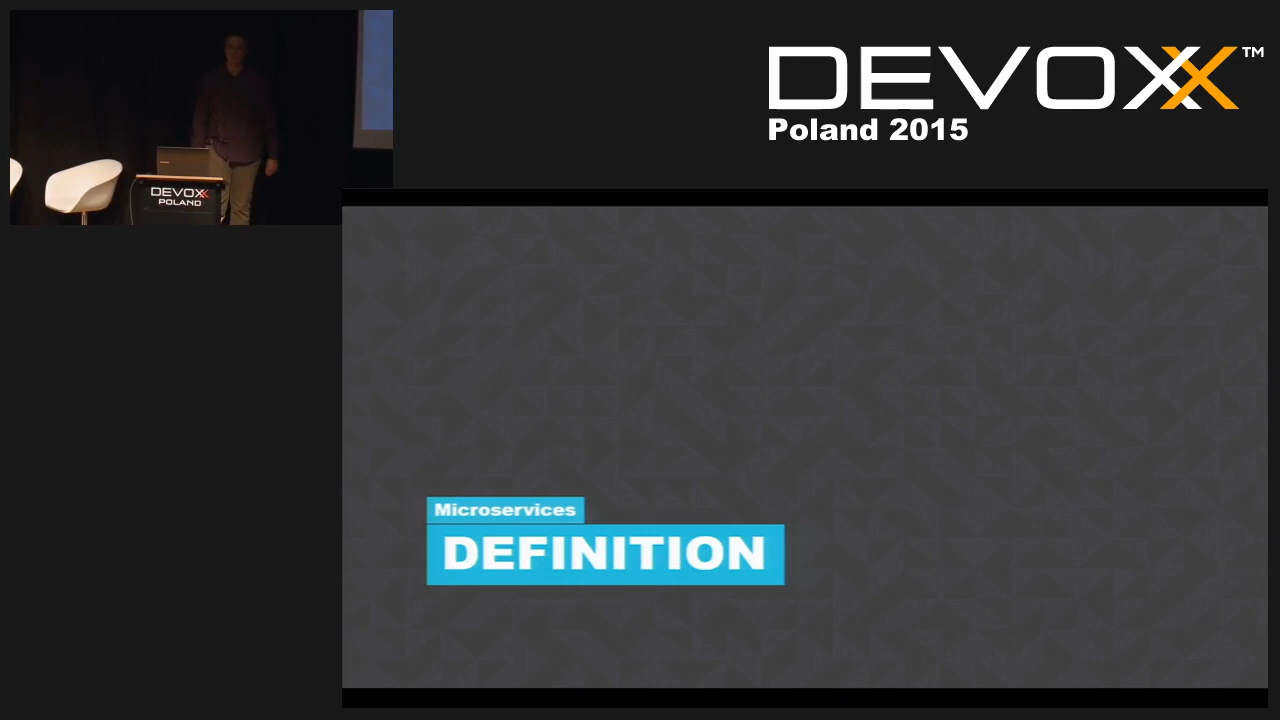 DEVOXX™
Poland 2015
DEVOXX
POLAND
Microservices
DEFINITION